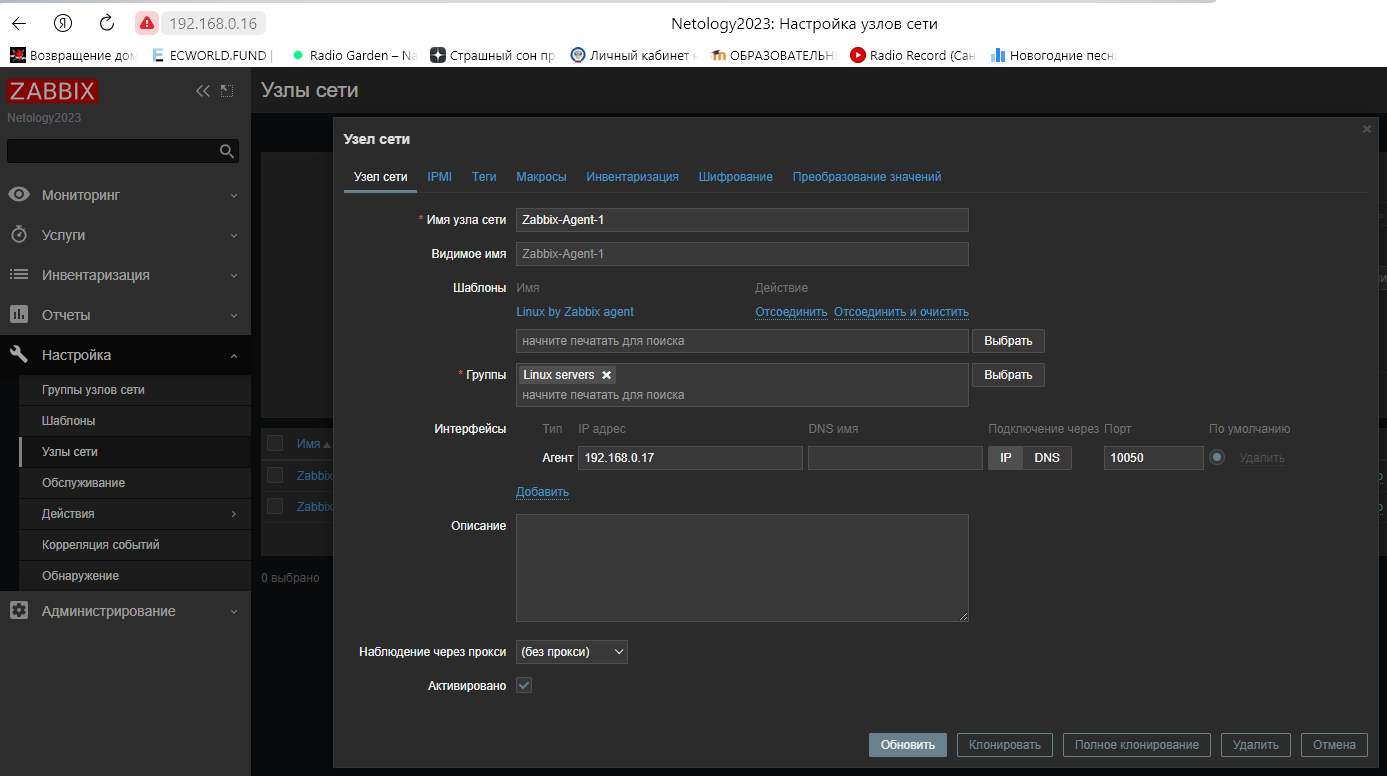 192.168.0.16
Netology2023: Настройка узлов сети
Возвращение дом
ECWORLD.FUND |
Radio Garden – Na
Страшный сон пр
Личный кабинет
ОБРАЗОВАТЕЛЬН
Radio Record (Сан
Новогодние песн
ZABBIX
Netology2023
Мониторинг
Услуги
Инвентаризация
Отчеты
Настройка
Группы узлов сети
Шаблоны
Узлы сети
Обслуживание
Действия
Корреляция событий
Обнаружение
Администрирование
Узлы сети
Имя
Zabbix
Zabbix
0 выбрано
Узел сети
Узел сети IPMI Теги Макросы Инвентаризация Шифрование Преобразование значений
* Имя узла сети Zabbix-Agent-1
Видимое имя Zabbix-Agent-1
Шаблоны Имя Действие
Linux by Zabbix agent Отсоединить Отсоединить и очистить
начните печатать для поиска Выбрать
* Группы Linux servers Выбрать
начните печатать для поиска
Интерфейсы Тип IP адрес DNS имя Подключение через Порт По умолчанию
Агент 192.168.0.17 IP DNS 10050 Удалить
Добавить
Описание
Наблюдение через прокси (без прокси)
Активировано
Обновить Клонировать Полное клонирование Удалить Отмена